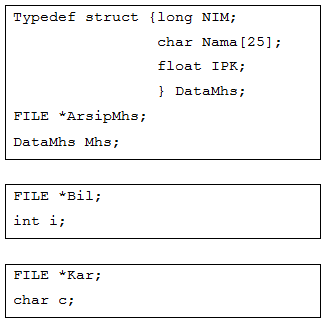 Typedef struct {long NIM;
char Nama[25];
float IPK;
} DataMhs;
FILE *ArsipMhs;
DataMhs Mhs;
FILE *Bil;
int i;
FILE *Kar;
char c;